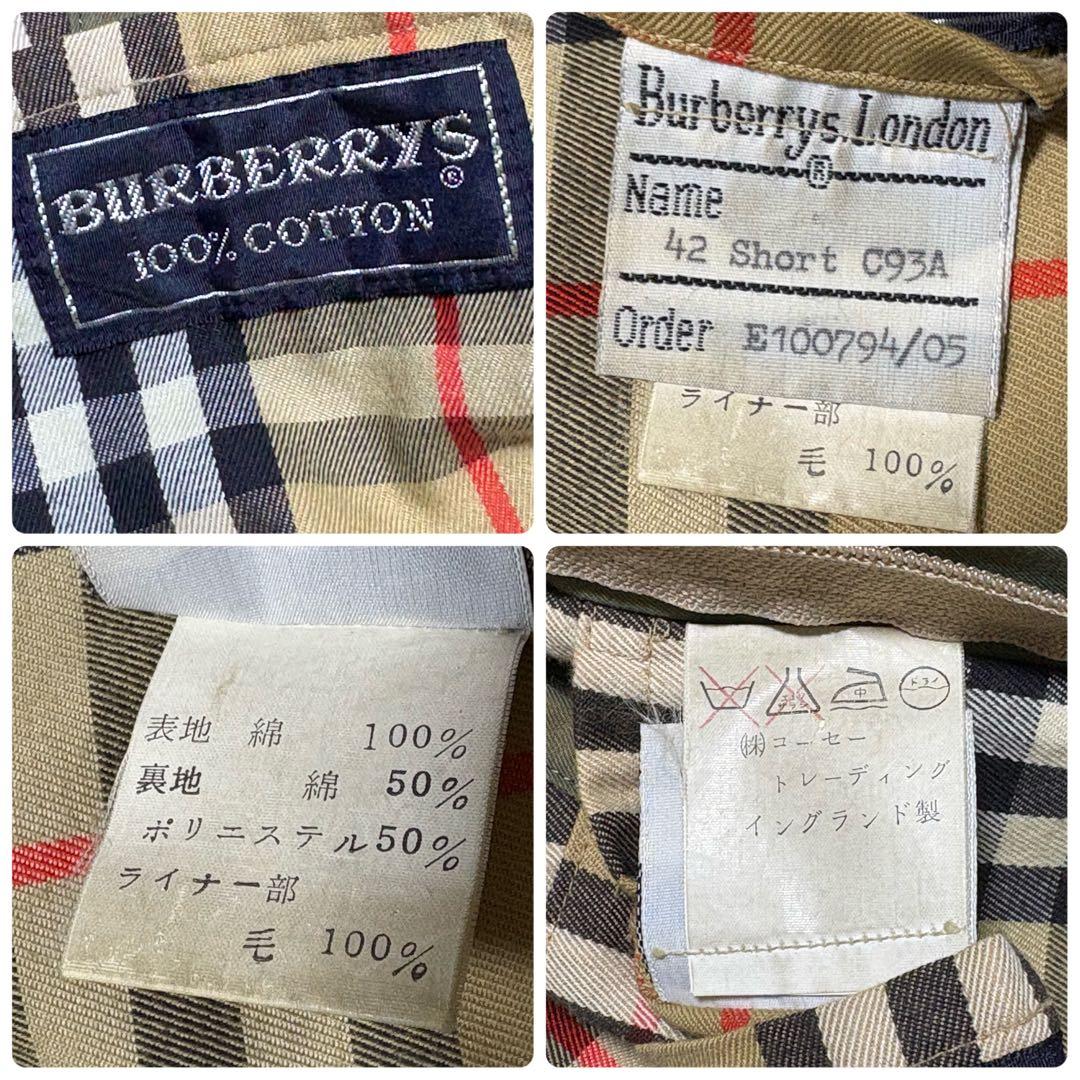 BURBERRYS®
100% COTTON
Burberrys, London
®
Name
42 Short C93A
Order E100794/05
ライナー部
毛 100%
表地 綿 100%
裏地 綿 50%
ポリエステル50%
ライナー部
毛 100%
中 ドライ
㈱コーセー
トレーディング
イングランド製